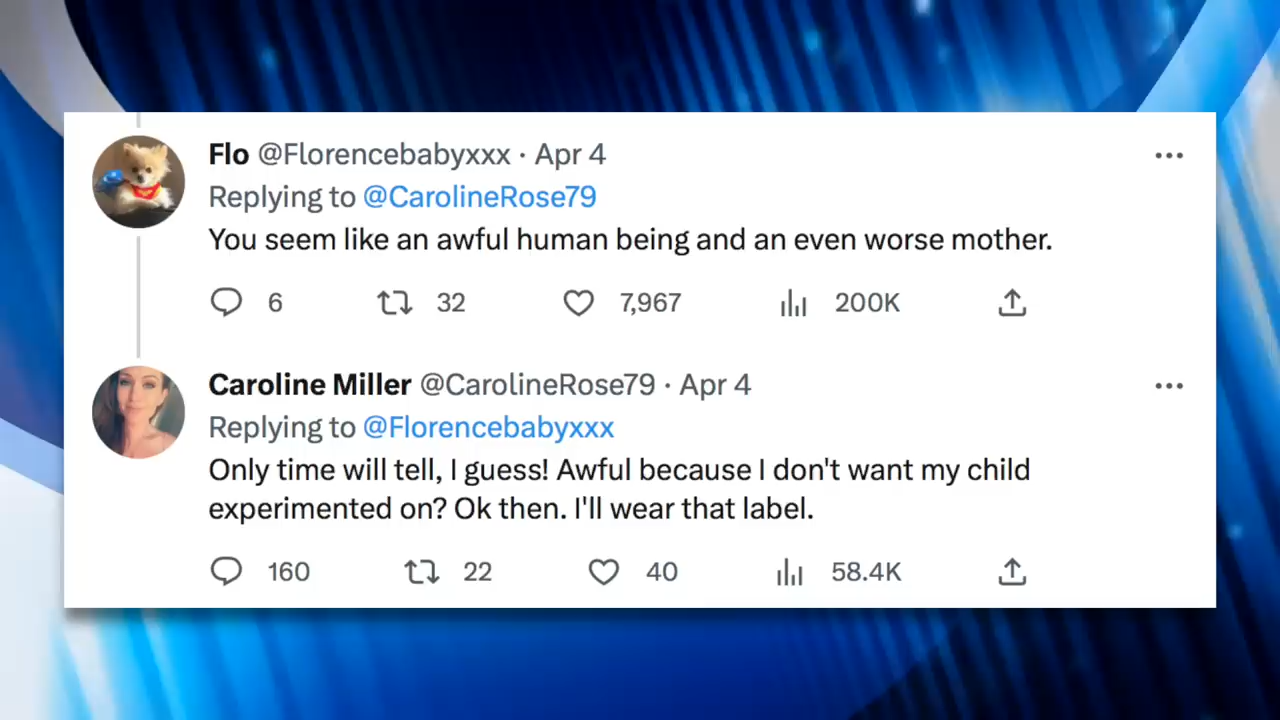 Flo @Florencebabyxxx · Apr 4
Replying to @CarolineRose79
You seem like an awful human being and an even worse mother.
6 32 7,967 200K
Caroline Miller @CarolineRose79 · Apr 4
Replying to @Florencebabyxxx
Only time will tell, I guess! Awful because I don't want my child
experimented on? Ok then. I'll wear that label.
160 22 40 58.4K